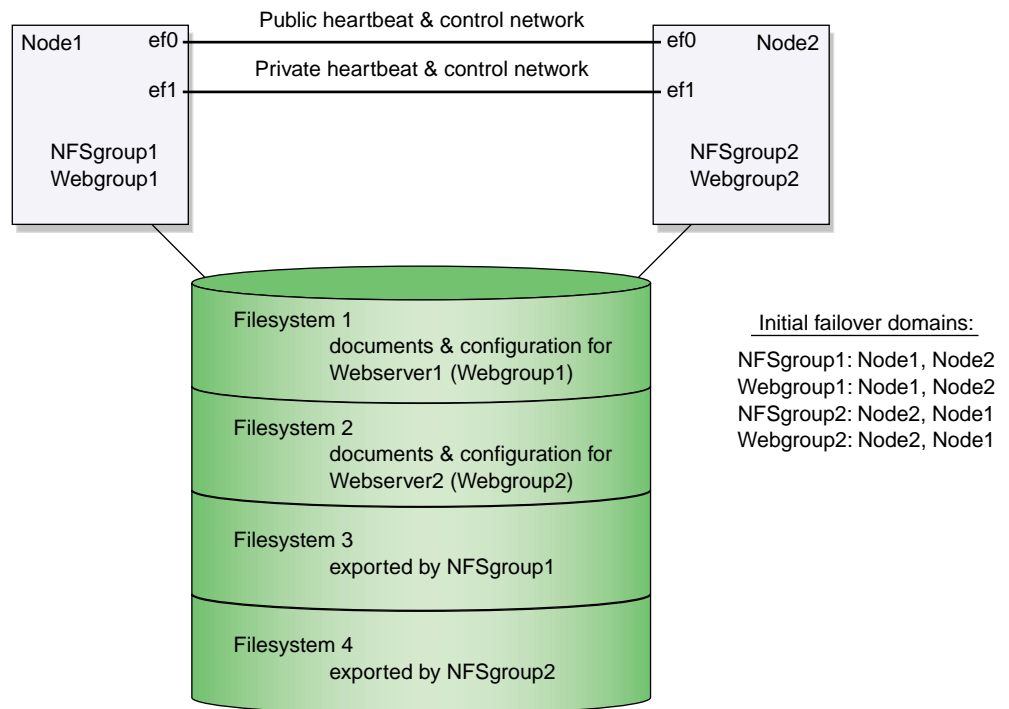 Public heartbeat & control network
Node1
ef0
ef0
Node2
Private heartbeat & control network
ef1
ef1
NFSgroup1
Webgroup1
NFSgroup2
Webgroup2
Filesystem 1
documents & configuration for
Webserver1 (Webgroup1)
Filesystem 2
documents & configuration for
Webserver2 (Webgroup2)
Filesystem 3
exported by NFSgroup1
Filesystem 4
exported by NFSgroup2
Initial failover domains:
NFSgroup1: Node1, Node2
Webgroup1: Node1, Node2
NFSgroup2: Node2, Node1
Webgroup2: Node2, Node1